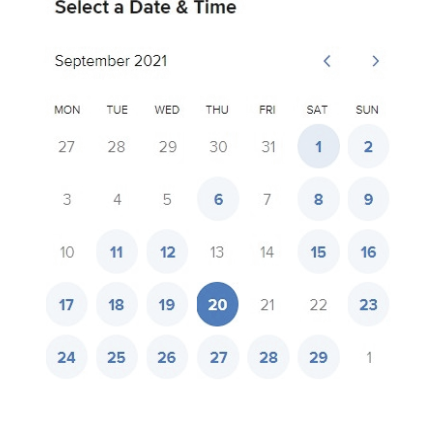 Select a Date & Time
September 2021
MON TUE WED THU FRI SAT SUN
27 28 29 30 31 1 2
3 4 5 6 7 8 9
10 11 12 13 14 15 16
17 18 19 20 21 22 23
24 25 26 27 28 29 1